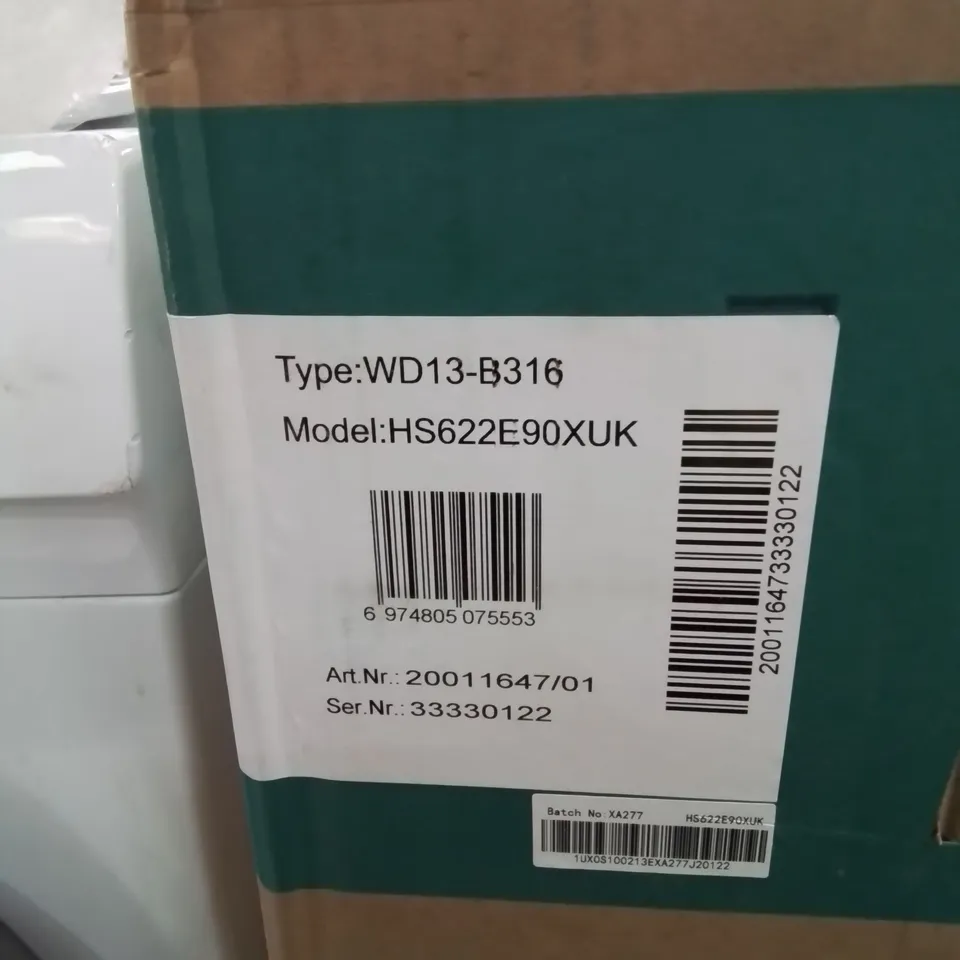 Type:WD13-B316
Model:HS622E90XUK
6 974805 075553
Art.Nr.: 20011647/01
Ser.Nr.: 33330122
2001164733330122
Batch No:XA277 HS622E90XUK
1UX0S100213EXA277J20122